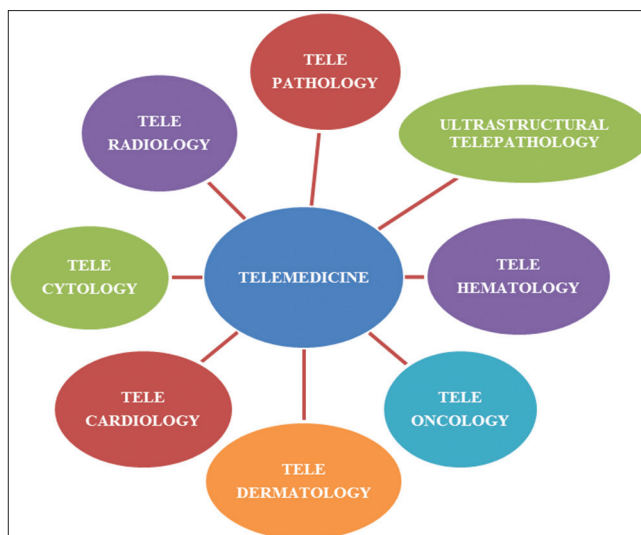 TELE
PATHOLOGY
ULTRASTRUCTURAL
TELEPATHOLOGY
TELE
RADIOLOGY
TELEMEDICINE
TELE
HEMATOLOGY
TELE
CYTOLOGY
TELE
CARDIOLOGY
TELE
ONCOLOGY
TELE
DERMATOLOGY